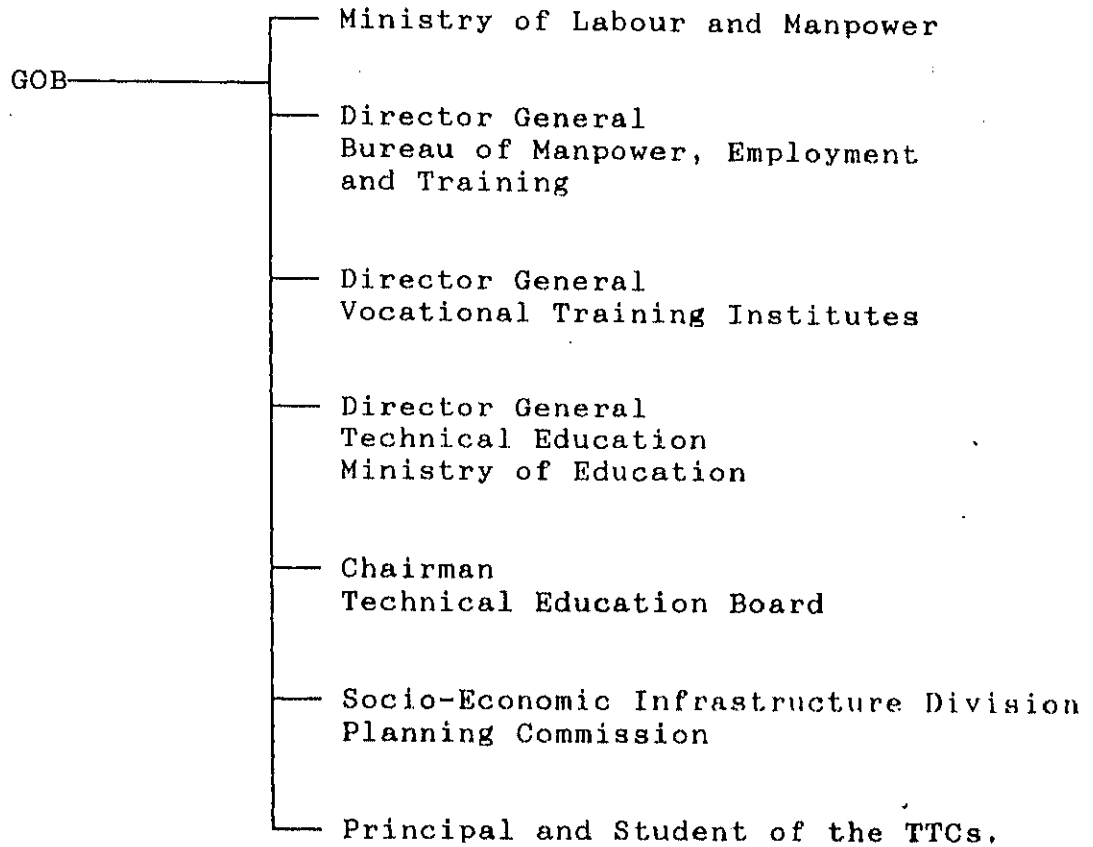 Ministry of Labour and Manpower
GOB
Director General
Bureau of Manpower, Employment
and Training
Director General
Vocational Training Institutes
Director General
Technical Education
Ministry of Education
Chairman
Technical Education Board
Socio-Economic Infrastructure Division
Planning Commission
Principal and Student of the TTCs.